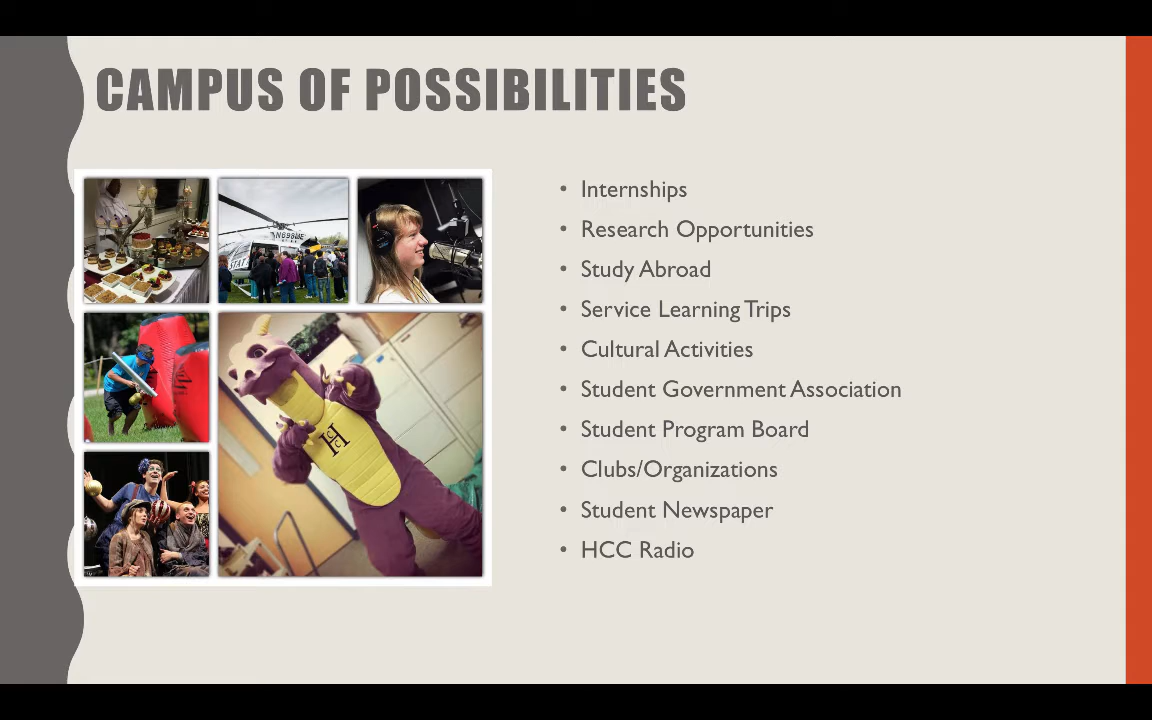 CAMPUS OF POSSIBILITIES
• Internships
• Research Opportunities
• Study Abroad
• Service Learning Trips
• Cultural Activities
• Student Government Association
• Student Program Board
• Clubs/Organizations
• Student Newspaper
• HCC Radio